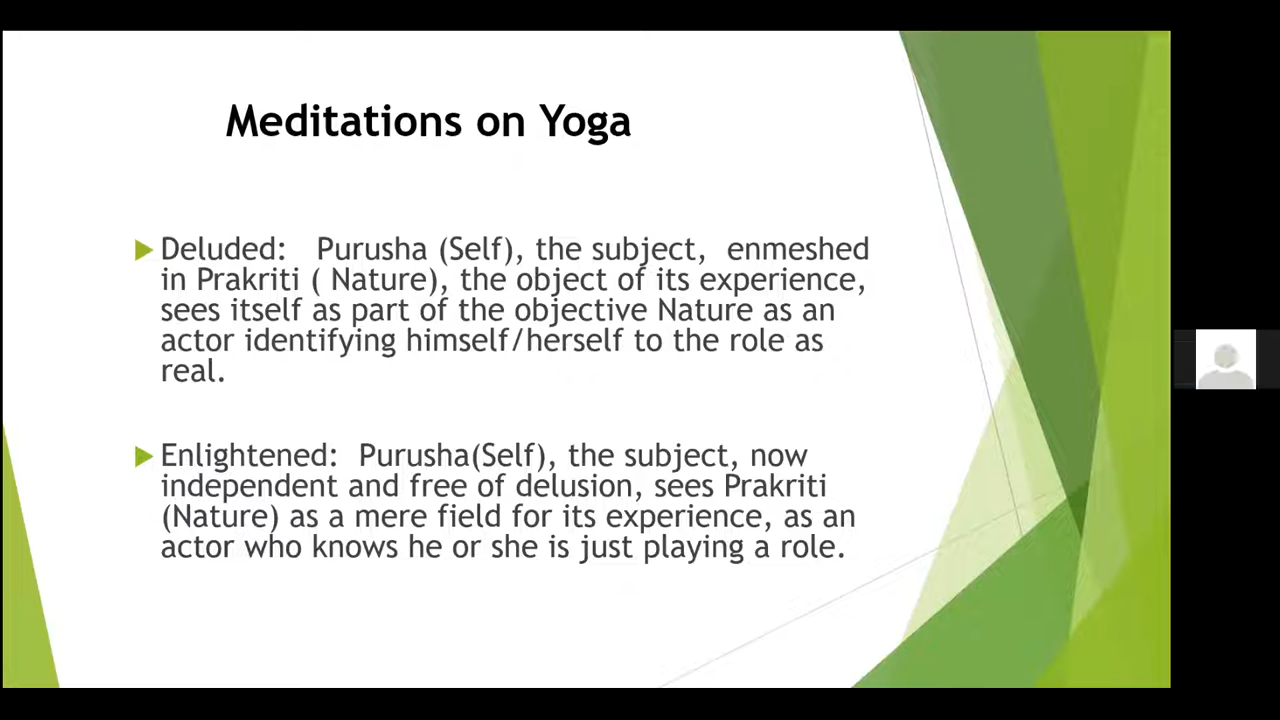 Meditations on Yoga
Deluded: Purusha (Self), the subject, enmeshed
in Prakriti ( Nature), the object of its experience,
sees itself as part of the objective Nature as an
actor identifying himself/herself to the role as
real.
Enlightened: Purusha(Self), the subject, now
independent and free of delusion, sees Prakriti
(Nature) as a mere field for its experience, as an
actor who knows he or she is just playing a role.